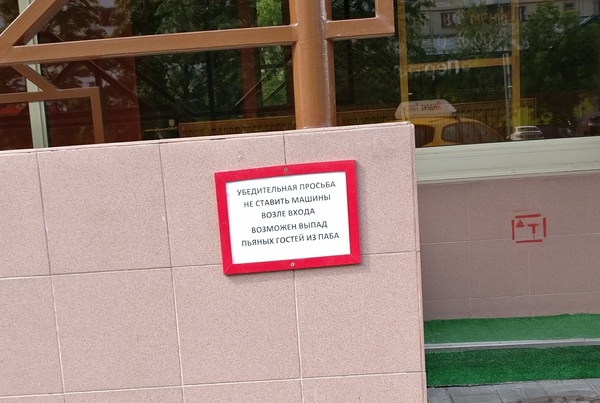 УБЕДИТЕЛЬНАЯ ПРОСЬБА
НЕ СТАВИТЬ МАШИНЫ
ВОЗЛЕ ВХОДА
ВОЗМОЖЕН ВЫПАД
ПЬЯНЫХ ГОСТЕЙ ИЗ ПАБА
Т